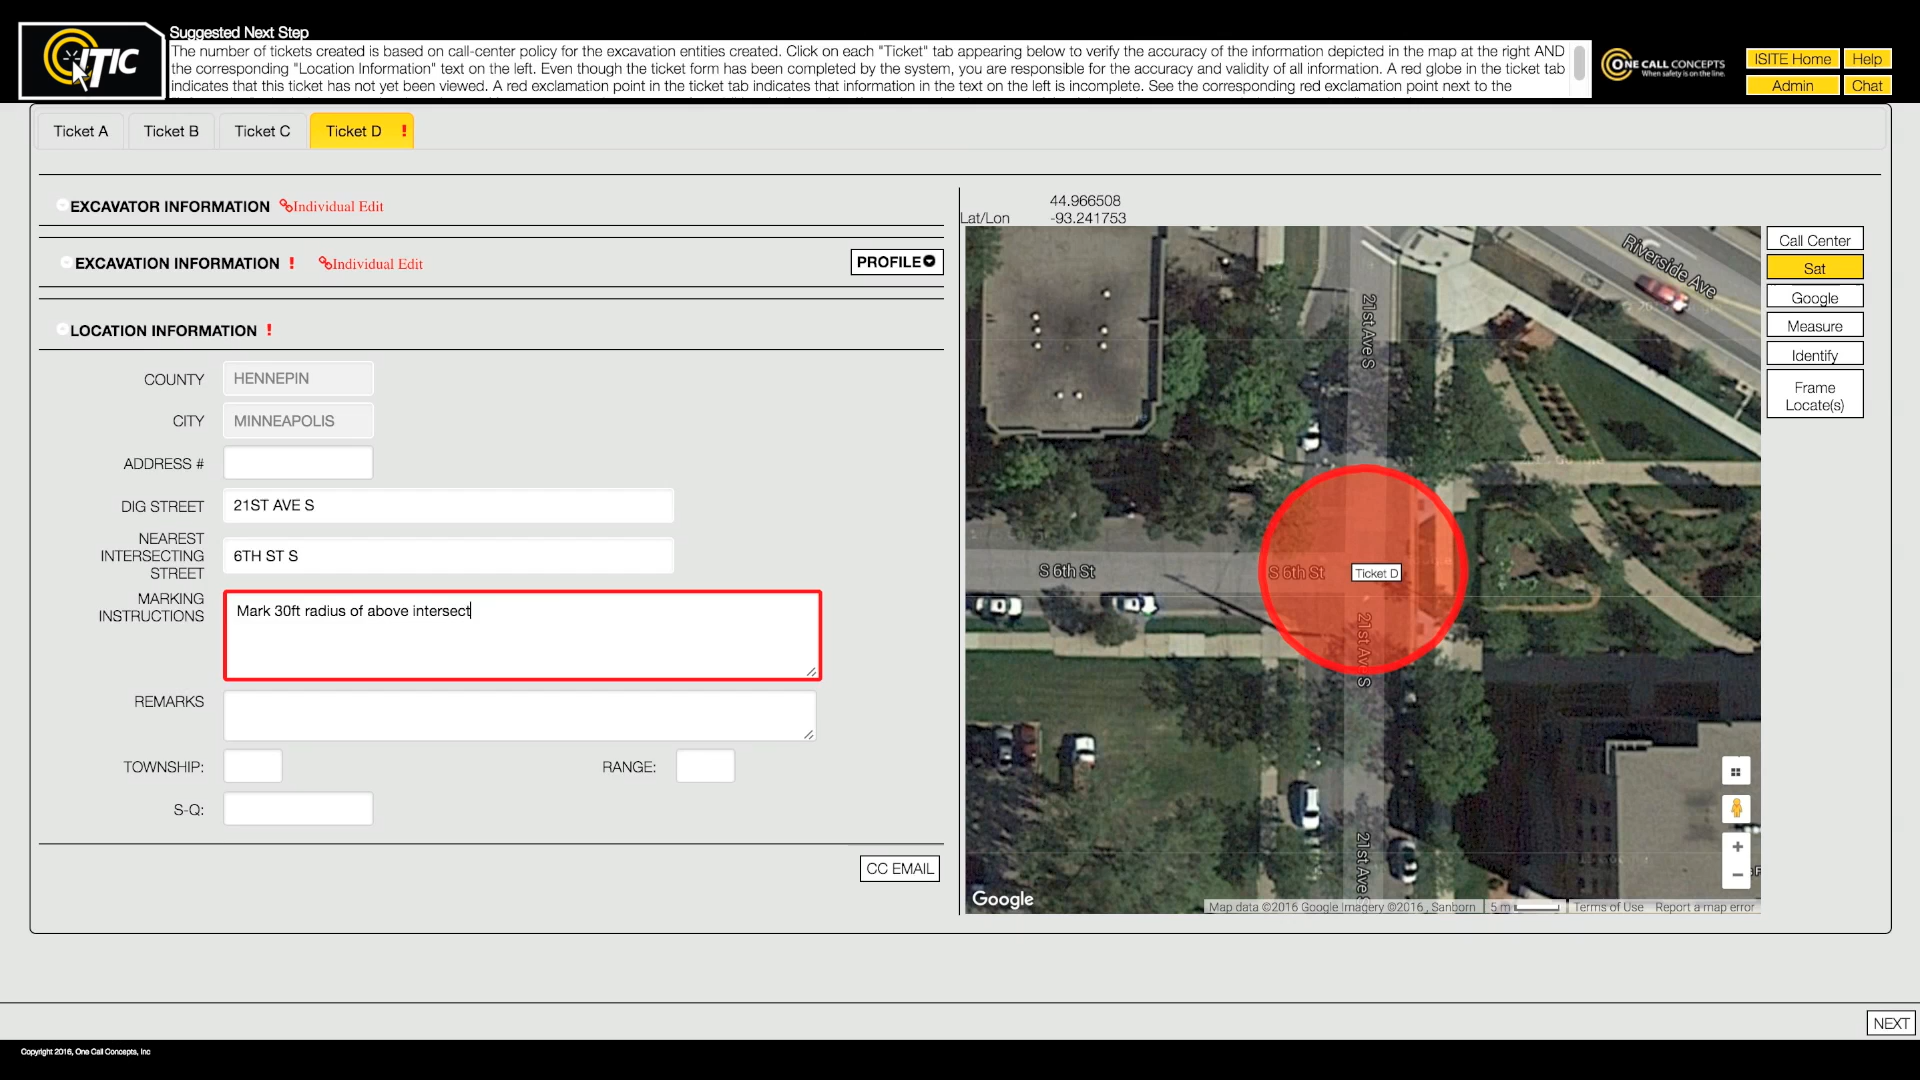 ITIC
Suggested Next Step
The number of tickets created is based on call-center policy for the excavation entities created. Click on each "Ticket" tab appearing below to verify the accuracy of the information depicted in the map at the right AND
the corresponding "Location Information" text on the left. Even though the ticket form has been completed by the system, you are responsible for the accuracy and validity of all information. A red globe in the ticket tab
indicates that this ticket has not yet been viewed. A red exclamation point in the ticket tab indicates that information in the text on the left is incomplete. See the corresponding red exclamation point next to the
ONE CALL CONCEPTS
When safety is on the line.
ISITE Home
Help
Admin
Chat
Ticket A
Ticket B
Ticket C
Ticket D !
EXCAVATOR INFORMATION Individual Edit
EXCAVATION INFORMATION ! Individual Edit
PROFILE
LOCATION INFORMATION !
COUNTY HENNEPIN
CITY MINNEAPOLIS
ADDRESS #
DIG STREET 21ST AVE S
NEAREST
INTERSECTING
STREET
6TH ST S
MARKING
INSTRUCTIONS
Mark 30ft radius of above intersect
REMARKS
TOWNSHIP: RANGE:
S-Q:
CC EMAIL
44.966508
Lat/Lon -93.241753
Riverside Ave
21st Ave S
S 6th St
S 6th St
Ticket D
21st Ave S
21st Ave S
Google
Map data ©2016 Google Imagery ©2016 , Sanborn
5 m
Terms of Use
Report a map error
Call Center
Sat
Google
Measure
Identify
Frame
Locate(s)
NEXT
Copyright 2016, One Call Concepts, Inc